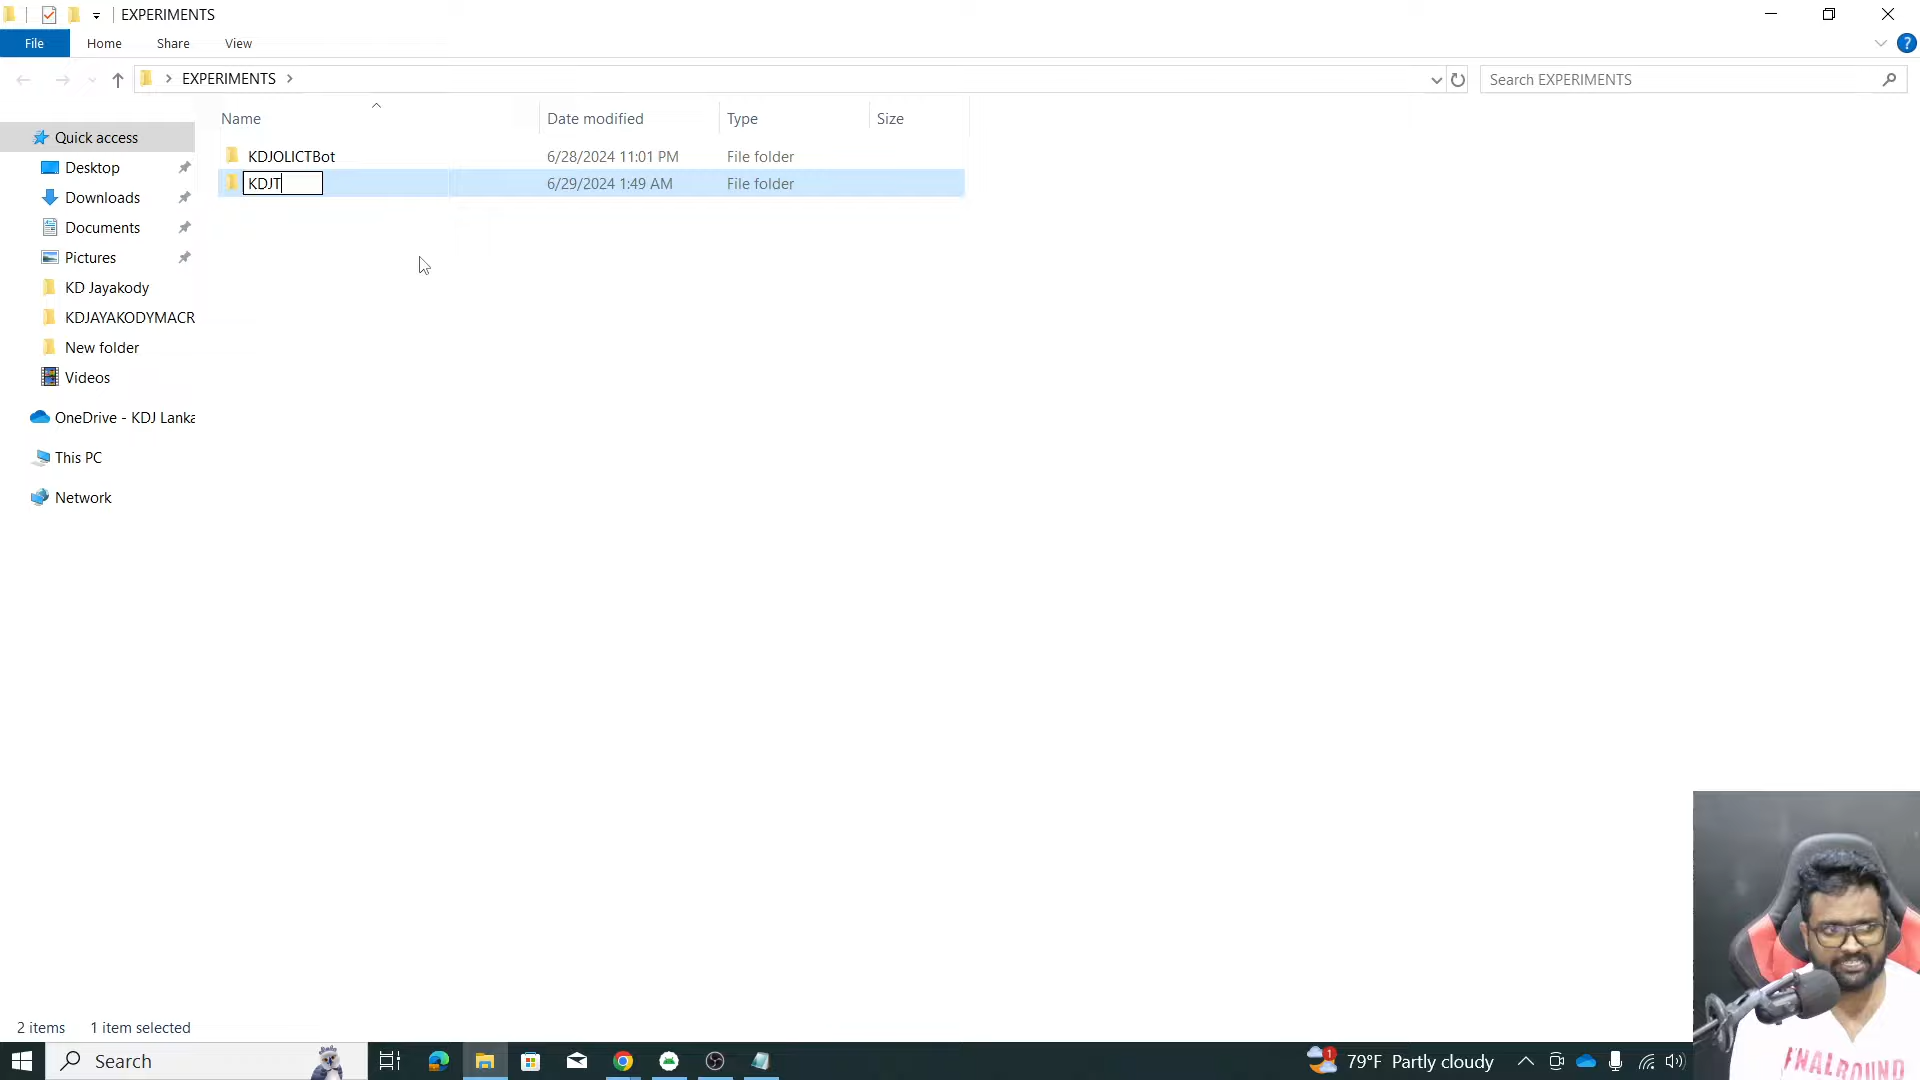 EXPERIMENTS
File Home Share View
EXPERIMENTS
Search EXPERIMENTS
Name Date modified Type Size
Quick access
Desktop
Downloads
Documents
Pictures
KD Jayakody
KDJAYAKODYMACR
New folder
Videos
OneDrive - KDJ Lanka
This PC
Network
KDJOLICTBot 6/28/2024 11:01 PM File folder
KDJT 6/29/2024 1:49 AM File folder
2 items 1 item selected
Search
1
79°F Partly cloudy